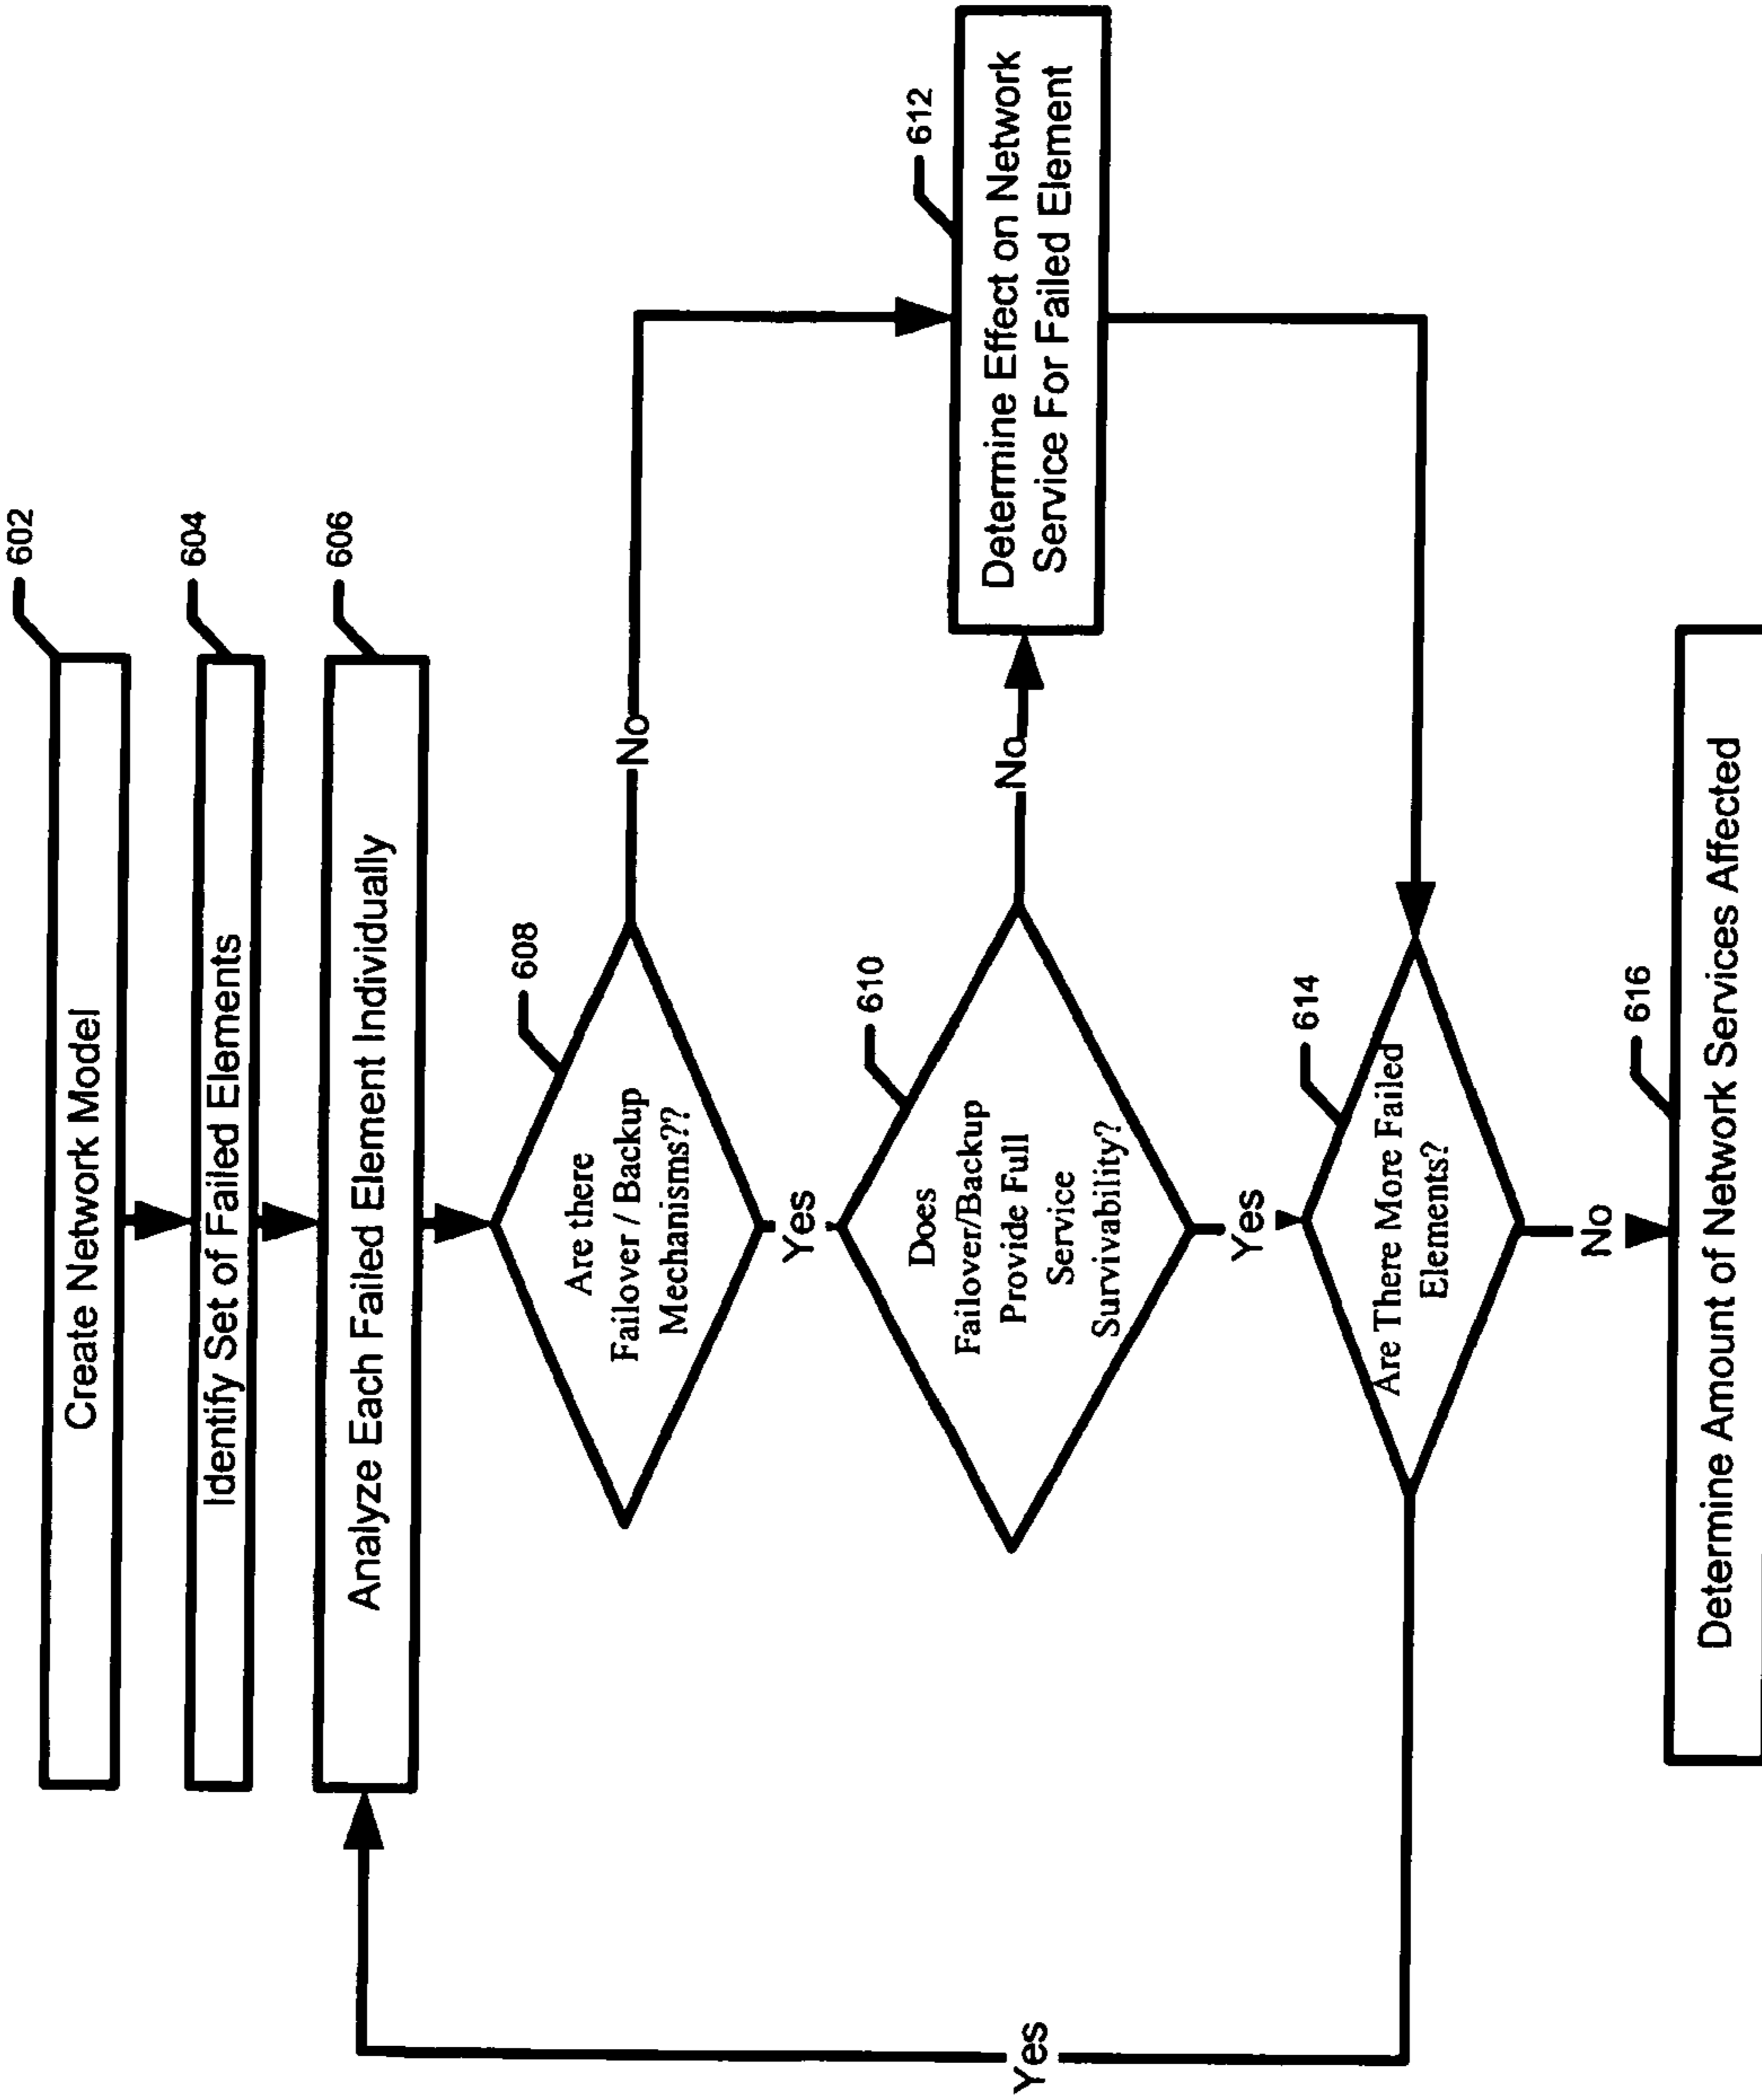 602
Create Network Model
604
Identify Set of Failed Elements
606
Analyze Each Failed Element Individually
608
Are there
Failover / Backup
Mechanisms??
No
Yes
610
Does
Failover/Backup
Provide Full
Service
Survivability?
No
612
Determine Effect on Network
Service For Failed Element
Yes
614
Are There More Failed
Elements?
Yes
No
616
Determine Amount of Network Services Affected